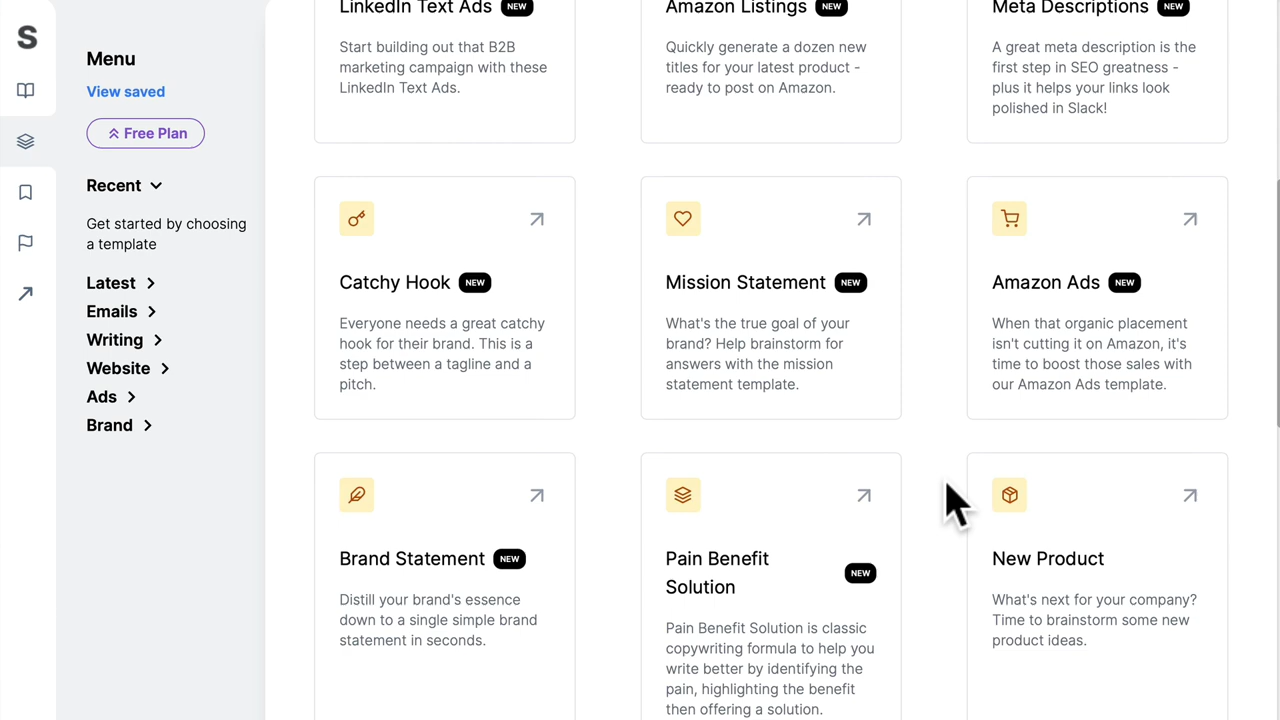 S
Menu
View saved
Free Plan
Recent
Get started by choosing
a template
Latest
Emails
Writing
Website
Ads
Brand
LinkedIn Text Ads NEW
Start building out that B2B
marketing campaign with these
LinkedIn Text Ads.
Amazon Listings NEW
Quickly generate a dozen new
titles for your latest product -
ready to post on Amazon.
Meta Descriptions NEW
A great meta description is the
first step in SEO greatness -
plus it helps your links look
polished in Slack!
Catchy Hook NEW
Everyone needs a great catchy
hook for their brand. This is a
step between a tagline and a
pitch.
Mission Statement NEW
What's the true goal of your
brand? Help brainstorm for
answers with the mission
statement template.
Amazon Ads NEW
When that organic placement
isn't cutting it on Amazon, it's
time to boost those sales with
our Amazon Ads template.
Brand Statement NEW
Distill your brand's essence
down to a single simple brand
statement in seconds.
Pain Benefit
Solution NEW
Pain Benefit Solution is classic
copywriting formula to help you
write better by identifying the
pain, highlighting the benefit
then offering a solution.
New Product
What's next for your company?
Time to brainstorm some new
product ideas.